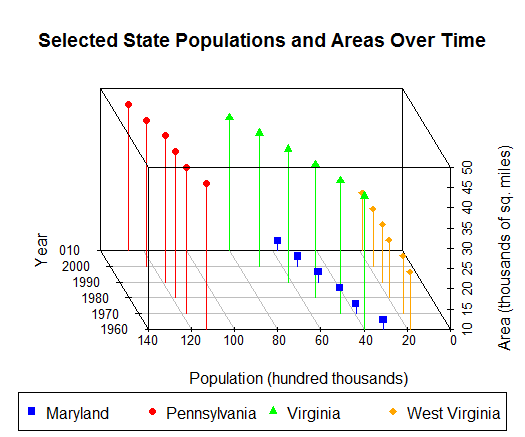 Selected State Populations and Areas Over Time
50
45
40
35
30
25
20
15
10
Area (thousands of sq. miles)
Year
010
2000
1990
1980
1970
1960
140 120 100 80 60 40 20 0
Population (hundred thousands)
Maryland Pennsylvania Virginia West Virginia